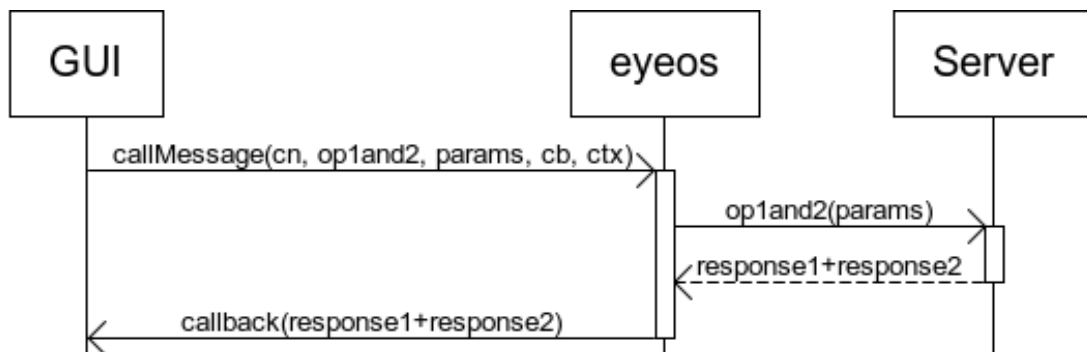 GUI
eyeos
Server
callMessage(cn, op1and2, params, cb, ctx)
op1and2(params)
response1+response2
callback(response1+response2)